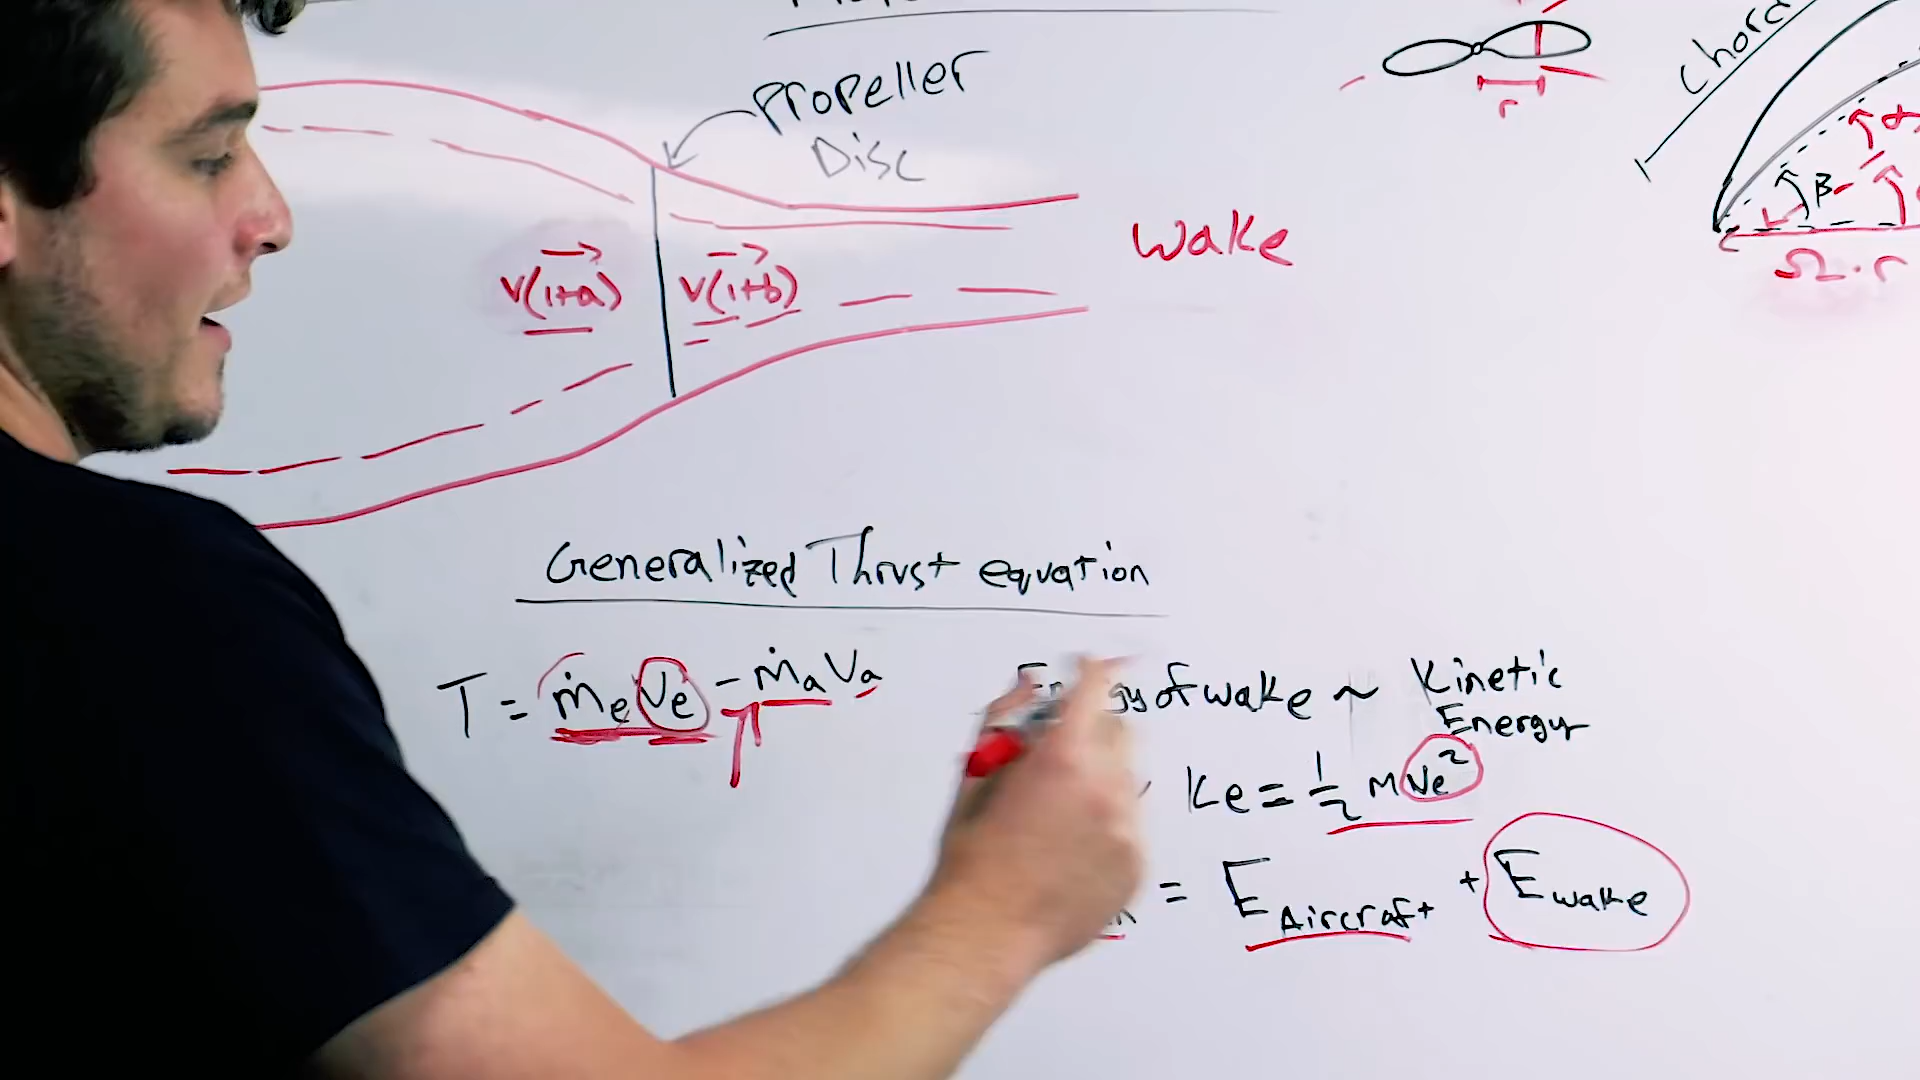 Propeller
Disc
r
Chord
β
Ω·r
Wake
v(1+a)
v(1+b)
Generalized Thrust equation
T = ṁeVe - ṁaVa
of wake ~ Kinetic
Energy
Ke = 1/2 mVe²
= EAircraft + Ewake